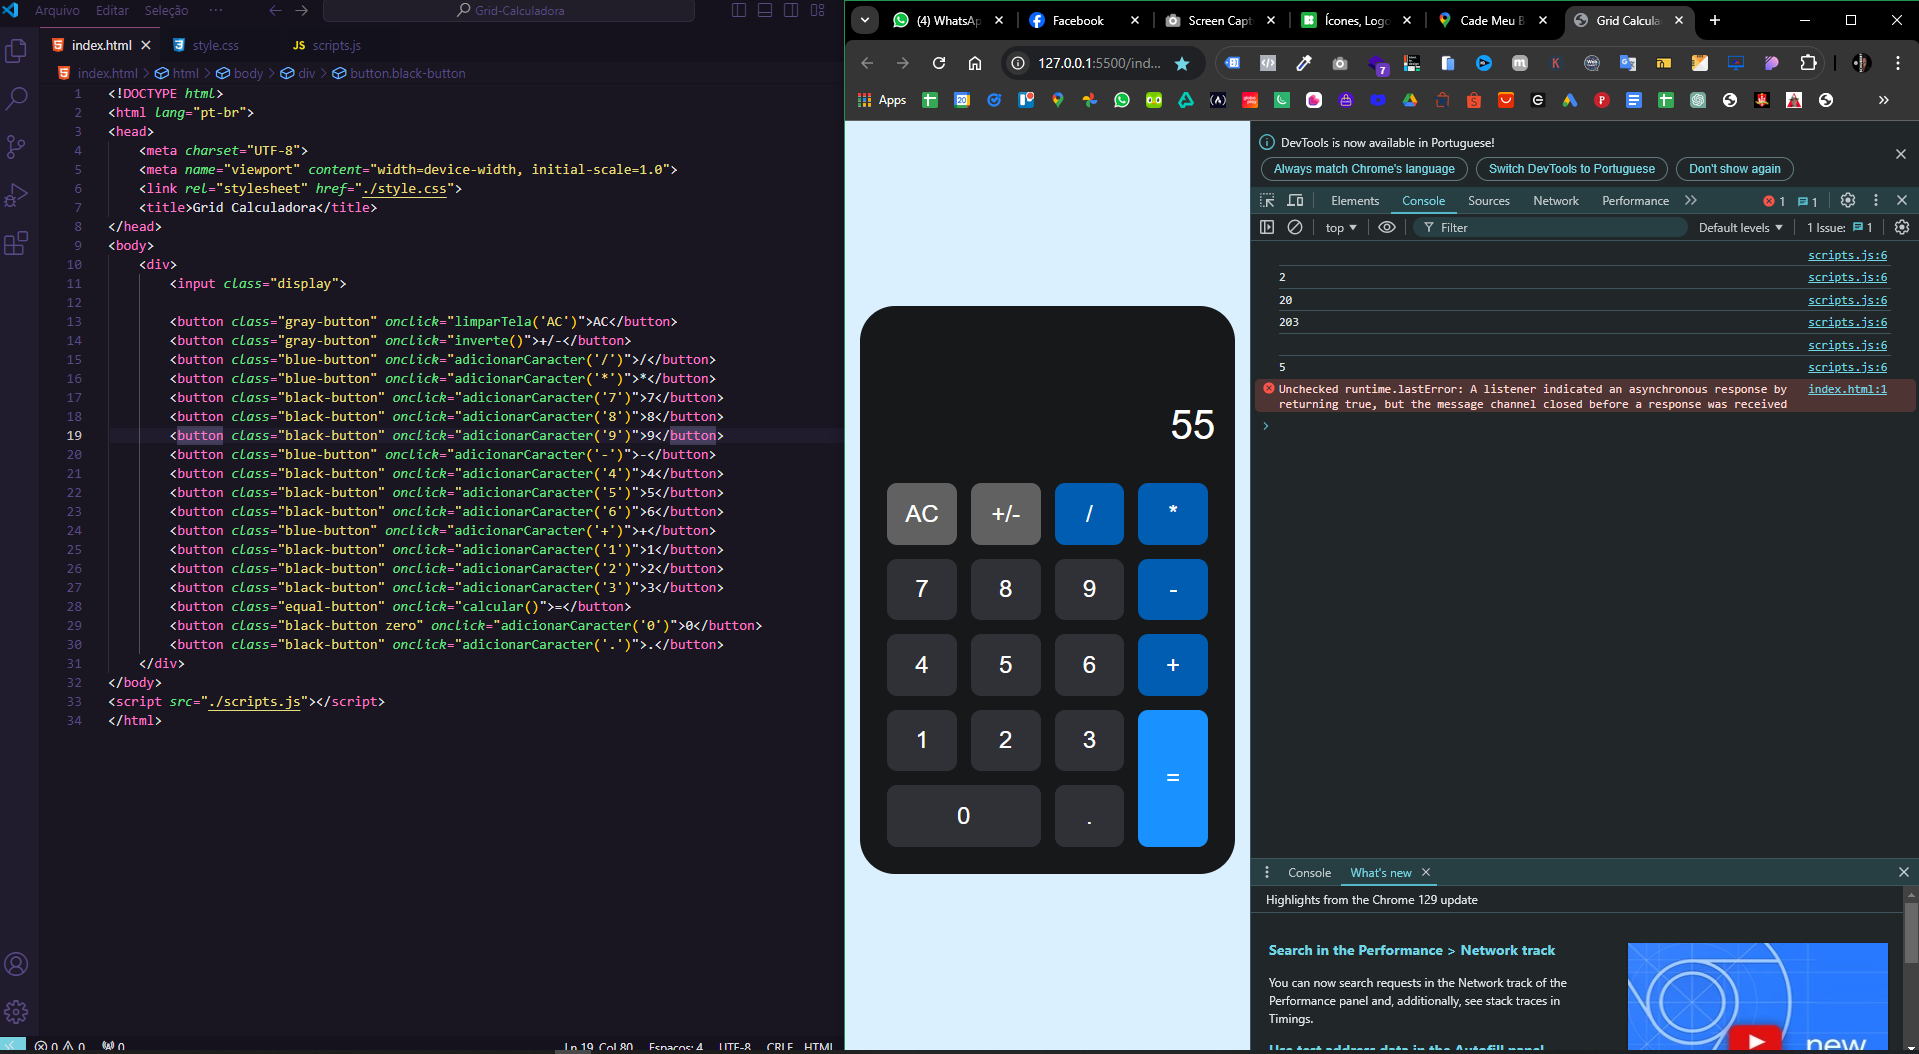 Arquivo Editar Seleção ··· Grid-Calculadora
index.html style.css JS scripts.js
index.html > html > body > div > button.black-button
1 <!DOCTYPE html>
2 <html lang="pt-br">
3 <head>
4 <meta charset="UTF-8">
5 <meta name="viewport" content="width=device-width, initial-scale=1.0">
6 <link rel="stylesheet" href="./style.css">
7 <title>Grid Calculadora</title>
8 </head>
9 <body>
10 <div>
11 <input class="display">
12
13 <button class="gray-button" onclick="limparTela('AC')">AC</button>
14 <button class="gray-button" onclick="inverte()">+/-</button>
15 <button class="blue-button" onclick="adicionarCaracter('/')">/</button>
16 <button class="blue-button" onclick="adicionarCaracter('*')">*</button>
17 <button class="black-button" onclick="adicionarCaracter('7')">7</button>
18 <button class="black-button" onclick="adicionarCaracter('8')">8</button>
19 <button class="black-button" onclick="adicionarCaracter('9')">9</button>
20 <button class="blue-button" onclick="adicionarCaracter('-')">-</button>
21 <button class="black-button" onclick="adicionarCaracter('4')">4</button>
22 <button class="black-button" onclick="adicionarCaracter('5')">5</button>
23 <button class="black-button" onclick="adicionarCaracter('6')">6</button>
24 <button class="blue-button" onclick="adicionarCaracter('+')">+</button>
25 <button class="black-button" onclick="adicionarCaracter('1')">1</button>
26 <button class="black-button" onclick="adicionarCaracter('2')">2</button>
27 <button class="black-button" onclick="adicionarCaracter('3')">3</button>
28 <button class="equal-button" onclick="calcular()">=</button>
29 <button class="black-button zero" onclick="adicionarCaracter('0')">0</button>
30 <button class="black-button" onclick="adicionarCaracter('.')">.</button>
31 </div>
32 </body>
33 <script src="./scripts.js"></script>
34 </html>
0 0 0 Ln 19, Col 80 Espaços: 4 UTF-8 CRLF HTML
(4) WhatsAp Facebook Screen Capt Ícones, Logo Cade Meu B Grid Calcula
127.0.0.1:5500/ind... 7
Apps
55
AC +/- / *
7 8 9 -
4 5 6 +
1 2 3 =
0 .
DevTools is now available in Portuguese!
Always match Chrome's language Switch DevTools to Portuguese Don't show again
Elements Console Sources Network Performance 1 1
top Filter Default levels 1 Issue: 1
scripts.js:6
2 scripts.js:6
20 scripts.js:6
203 scripts.js:6
scripts.js:6
5 scripts.js:6
Unchecked runtime.lastError: A listener indicated an asynchronous response by index.html:1
returning true, but the message channel closed before a response was received
Console What's new
Highlights from the Chrome 129 update
Search in the Performance > Network track
You can now search requests in the Network track of the
Performance panel and, additionally, see stack traces in
Timings.
Use test address data in the Autofill panel
new